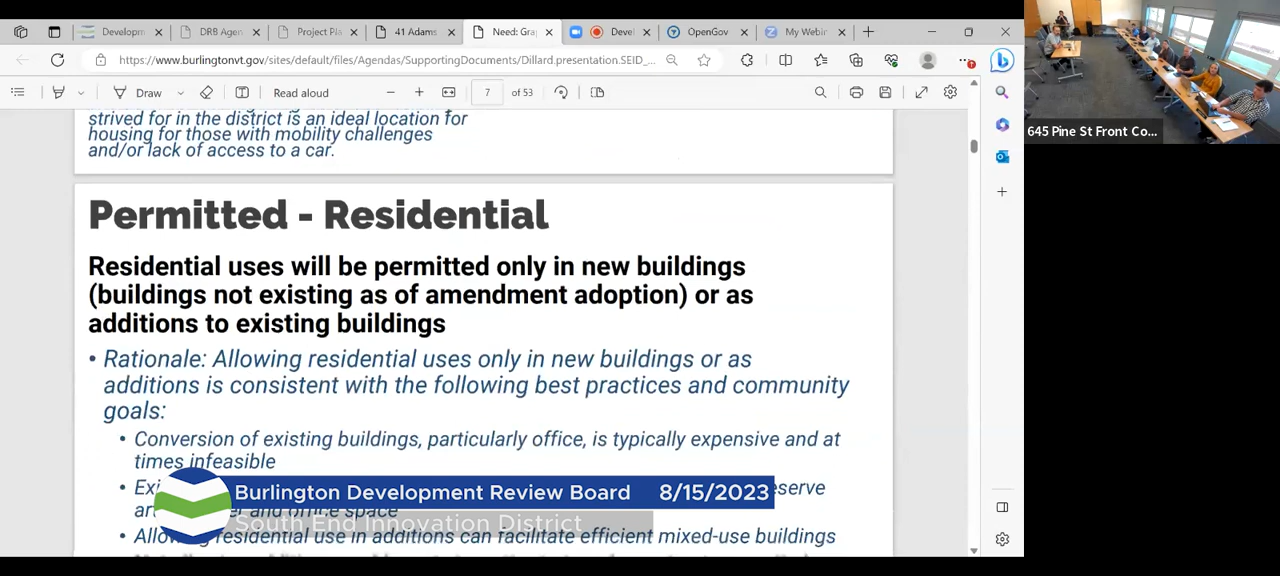 Developm
DRB Agen
Project Pla
41 Adams
Need: Gra
Devel
OpenGov
My Webin
https://www.burlingtonvt.gov/sites/default/files/Agendas/SupportingDocuments/Dillard.presentation.SEID_...
Draw
Read aloud
7 of 53
645 Pine St Front Co...
strived for in the district is an ideal location for
housing for those with mobility challenges
and/or lack of access to a car.
Permitted - Residential
Residential uses will be permitted only in new buildings
(buildings not existing as of amendment adoption) or as
additions to existing buildings
• Rationale: Allowing residential uses only in new buildings or as
additions is consistent with the following best practices and community
goals:
• Conversion of existing buildings, particularly office, is typically expensive and at
times infeasible
• Exi
eserve
and office space
Burlington Development Review Board 8/15/2023
South End Innovation District
• residential use in additions can facilitate efficient mixed-use buildings